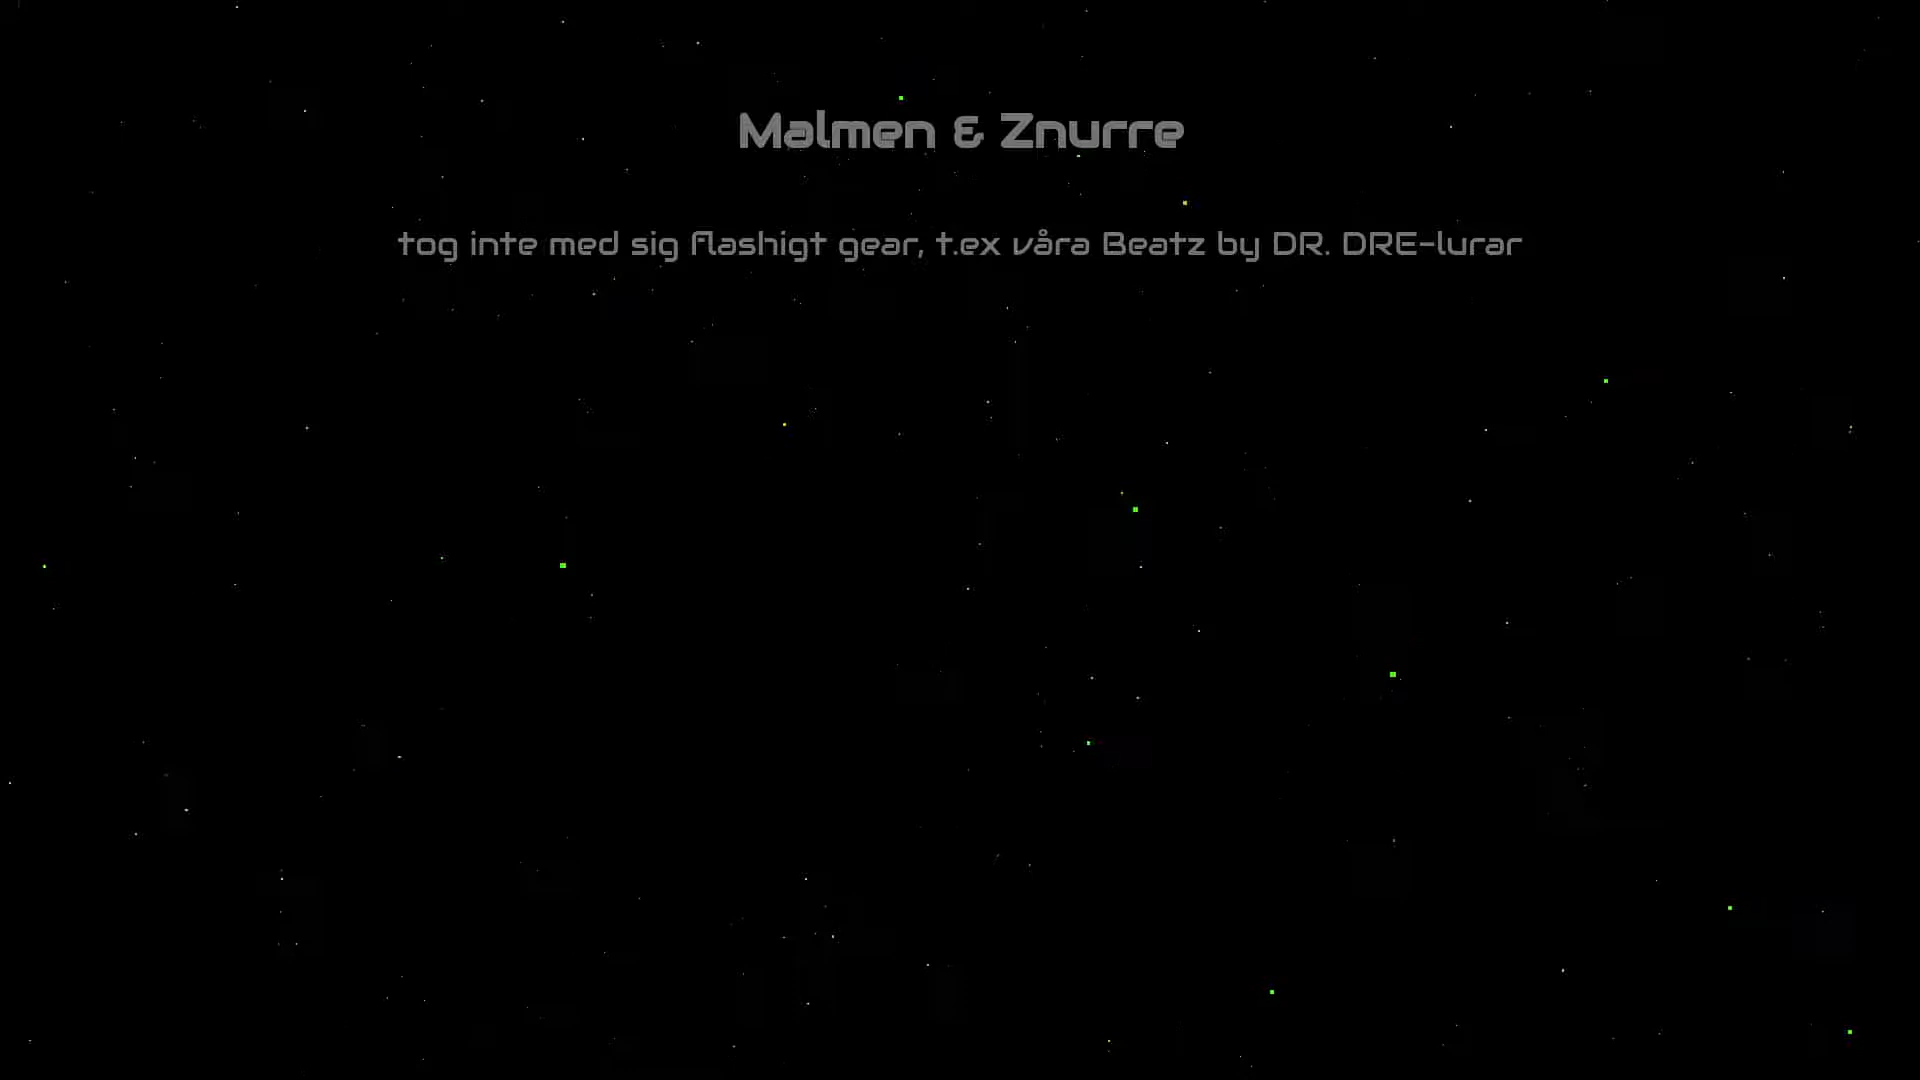 Malmen & Znurre
tog inte med sig flashigt gear, t.ex våra Beatz by DR. DRE-lurar